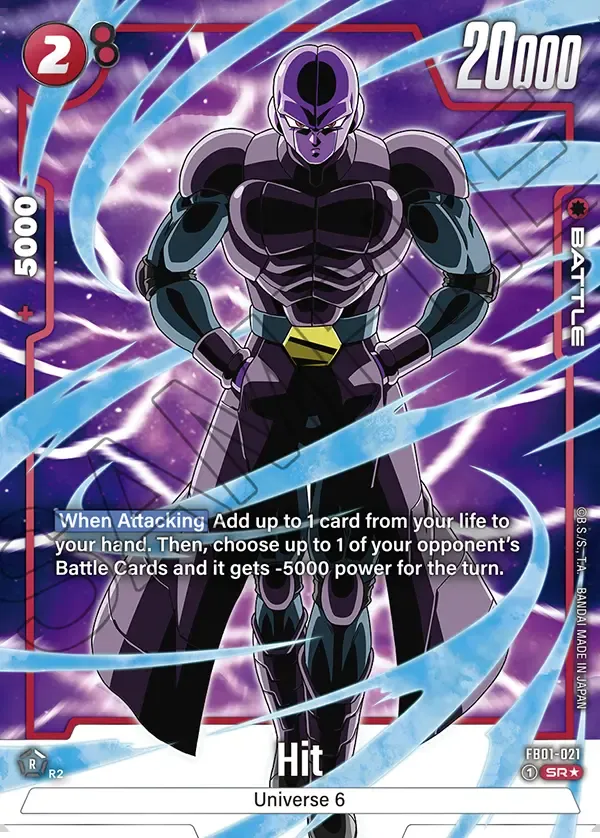 2
20000
+ 5000
BATTLE
SAMPLE
When Attacking Add up to 1 card from your life to
your hand. Then, choose up to 1 of your opponent's
Battle Cards and it gets -5000 power for the turn.
©B.S./S., T.A. BANDAI MADE IN JAPAN
Hit
FB01-021
R R2
1 SR★
Universe 6